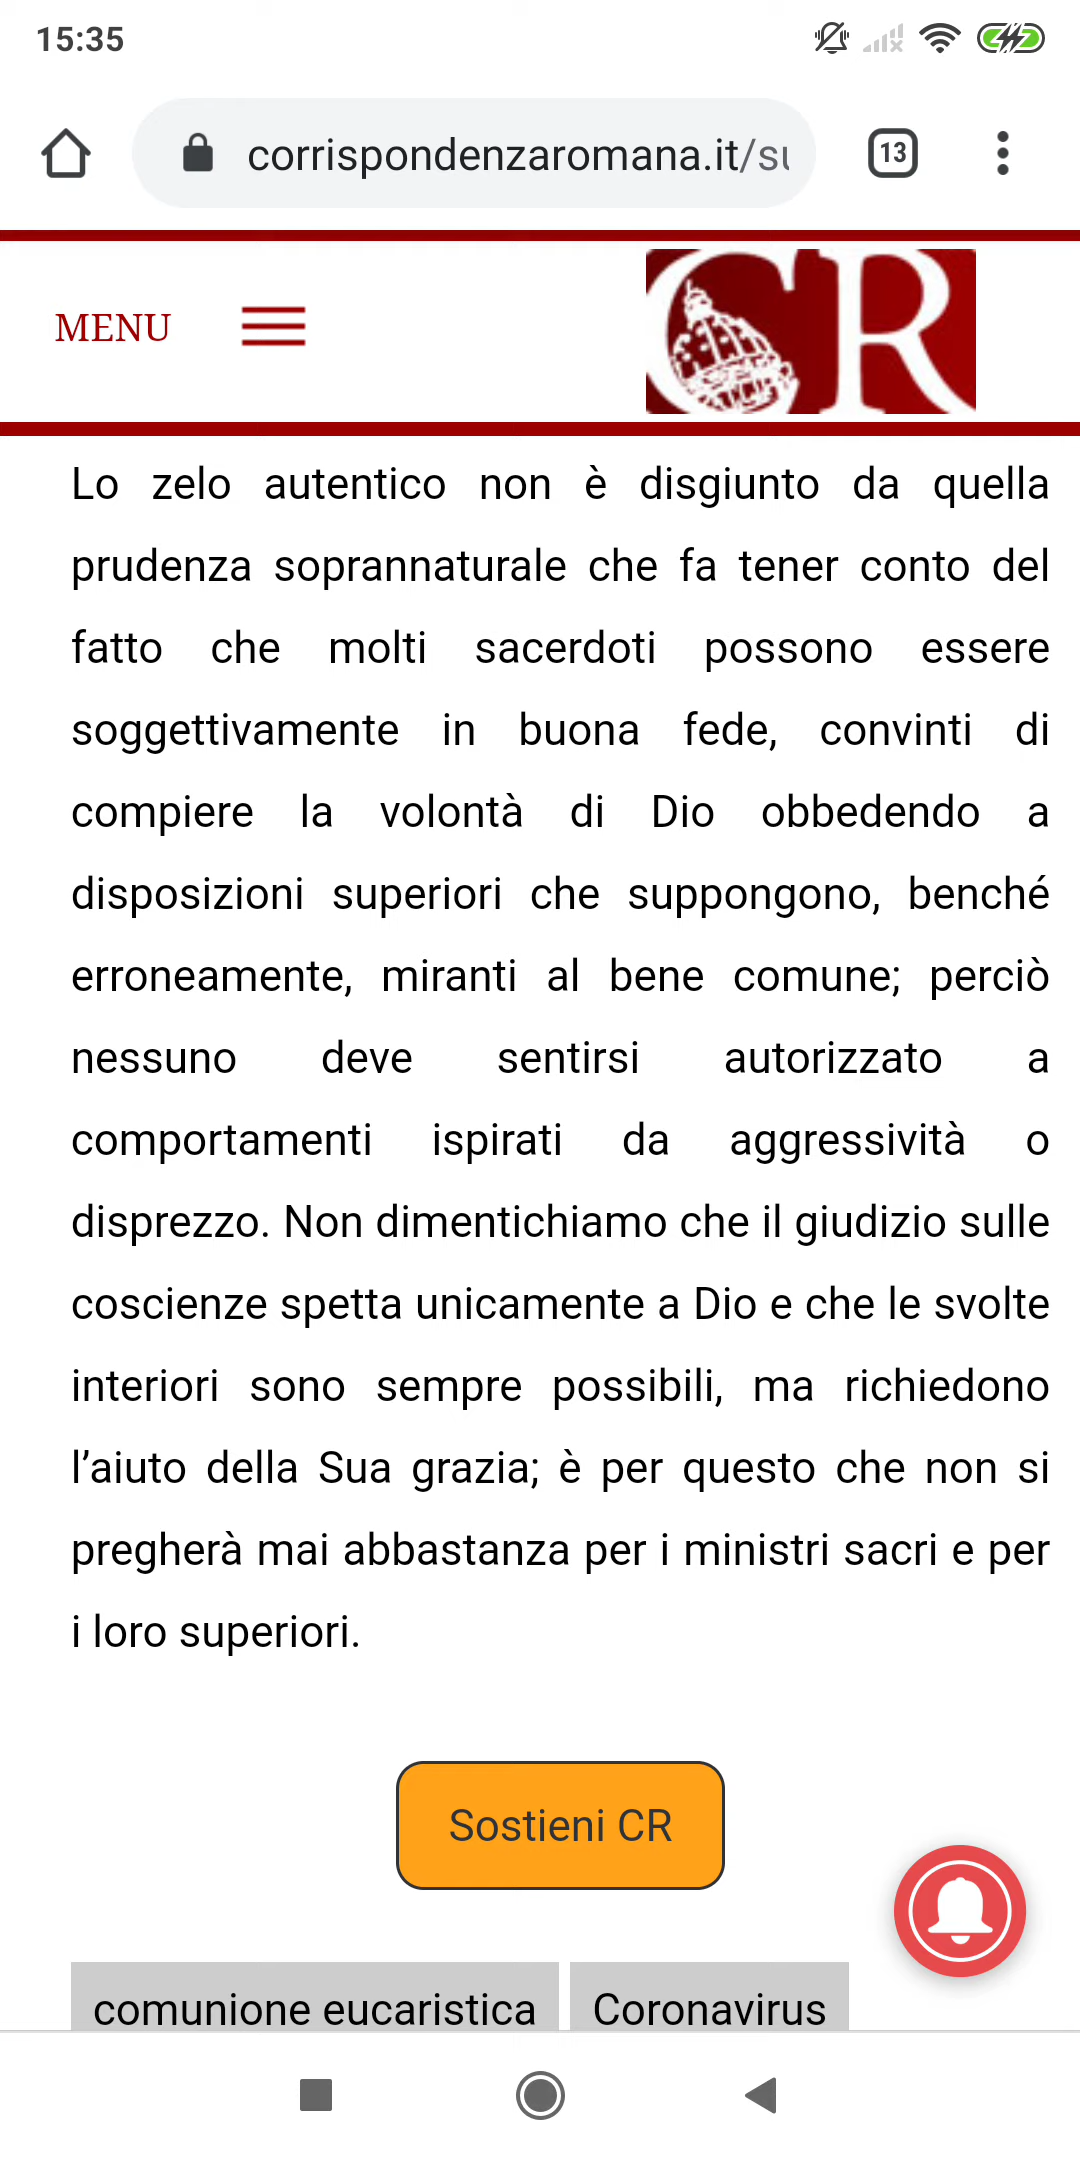 15:35
corrispondenzaromana.it/su
13
MENU
CR
Lo zelo autentico non è disgiunto da quella
prudenza soprannaturale che fa tener conto del
fatto che molti sacerdoti possono essere
soggettivamente in buona fede, convinti di
compiere la volontà di Dio obbedendo a
disposizioni superiori che suppongono, benché
erroneamente, miranti al bene comune; perciò
nessuno deve sentirsi autorizzato a
comportamenti ispirati da aggressività o
disprezzo. Non dimentichiamo che il giudizio sulle
coscienze spetta unicamente a Dio e che le svolte
interiori sono sempre possibili, ma richiedono
l’aiuto della Sua grazia; è per questo che non si
pregherà mai abbastanza per i ministri sacri e per
i loro superiori.
Sostieni CR
comunione eucaristica Coronavirus